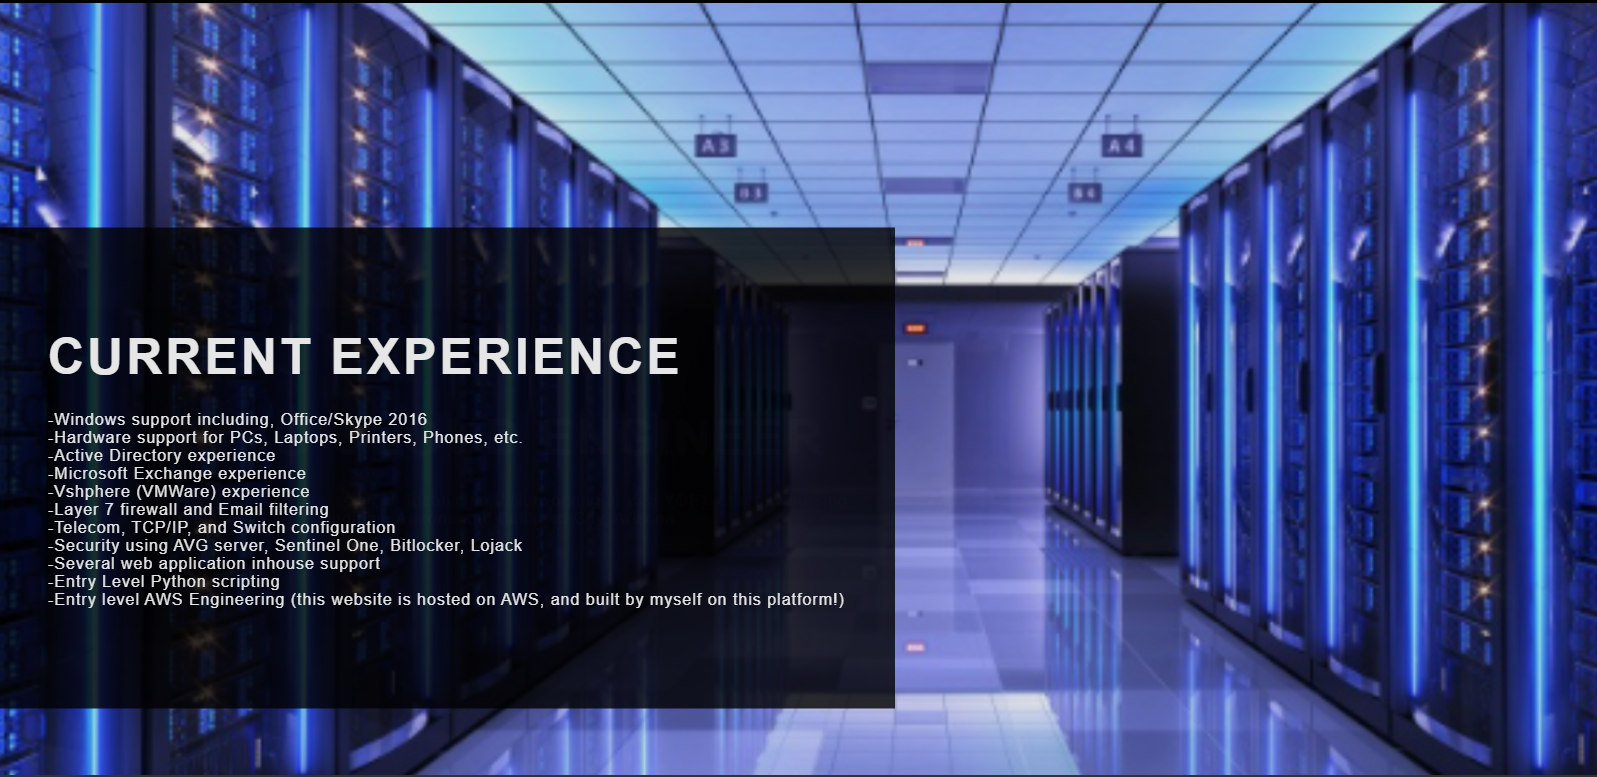 A3
A4
CURRENT EXPERIENCE
-Windows support including, Office/Skype 2016
-Hardware support for PCs, Laptops, Printers, Phones, etc.
-Active Directory experience
-Microsoft Exchange experience
-Vshphere (VMWare) experience
-Layer 7 firewall and Email filtering
-Telecom, TCP/IP, and Switch configuration
-Security using AVG server, Sentinel One, Bitlocker, Lojack
-Several web application inhouse support
-Entry Level Python scripting
-Entry level AWS Engineering (this website is hosted on AWS, and built by myself on this platform!)